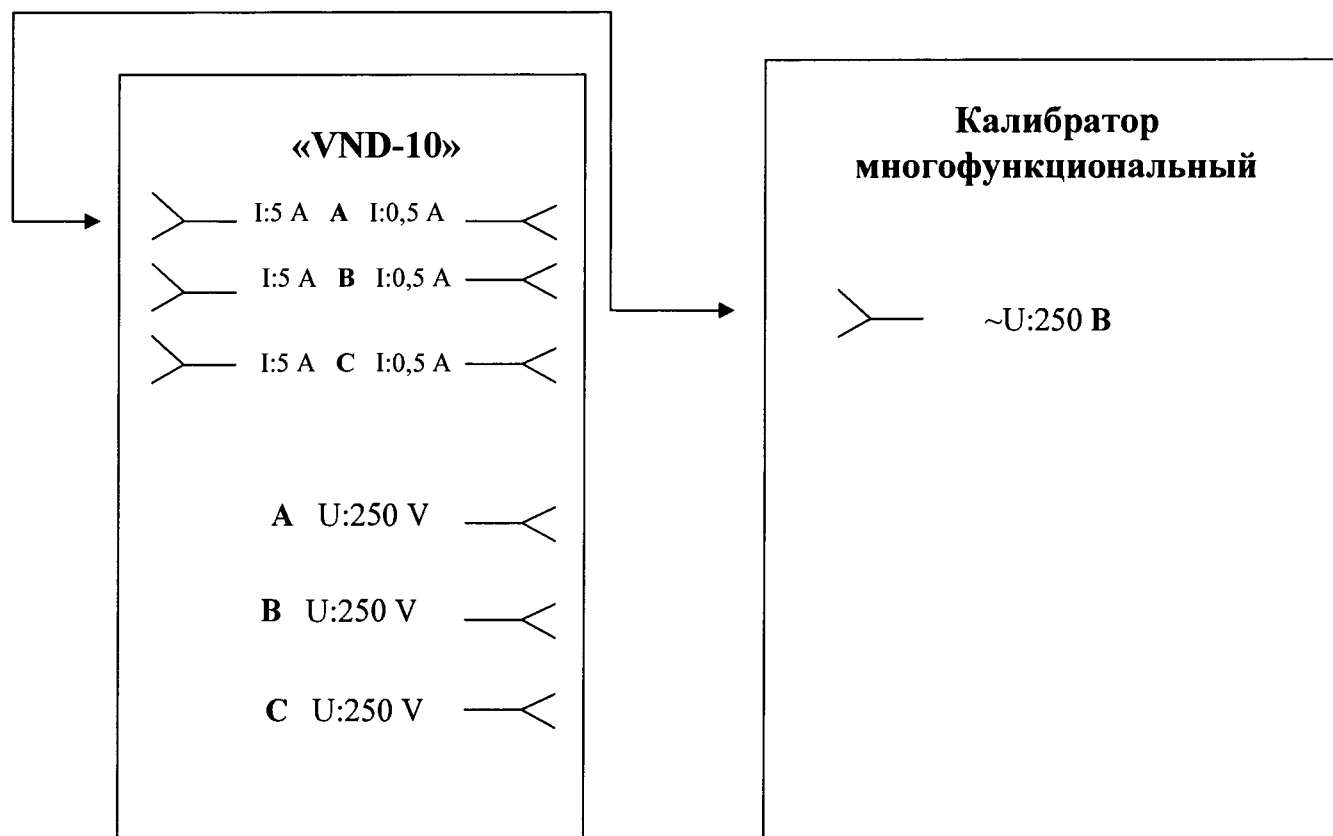 «VND-10»
I:5 A A I:0,5 A
I:5 A B I:0,5 A
I:5 A C I:0,5 A
A U:250 V
B U:250 V
C U:250 V
Калибратор
многофункциональный
~U:250 В